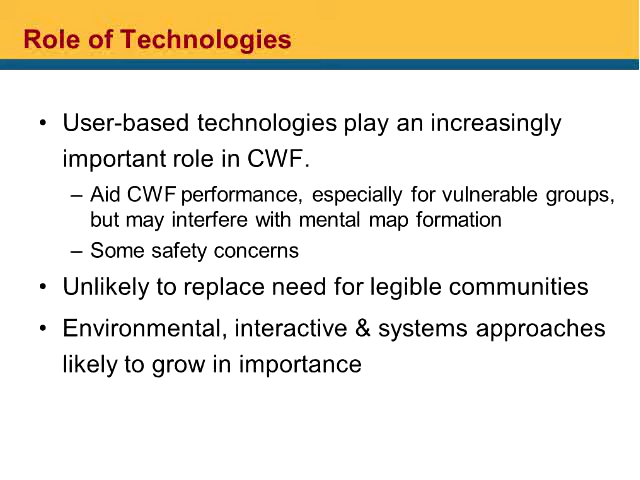 Role of Technologies
• User-based technologies play an increasingly
important role in CWF.
– Aid CWF performance, especially for vulnerable groups,
but may interfere with mental map formation
– Some safety concerns
• Unlikely to replace need for legible communities
• Environmental, interactive & systems approaches
likely to grow in importance